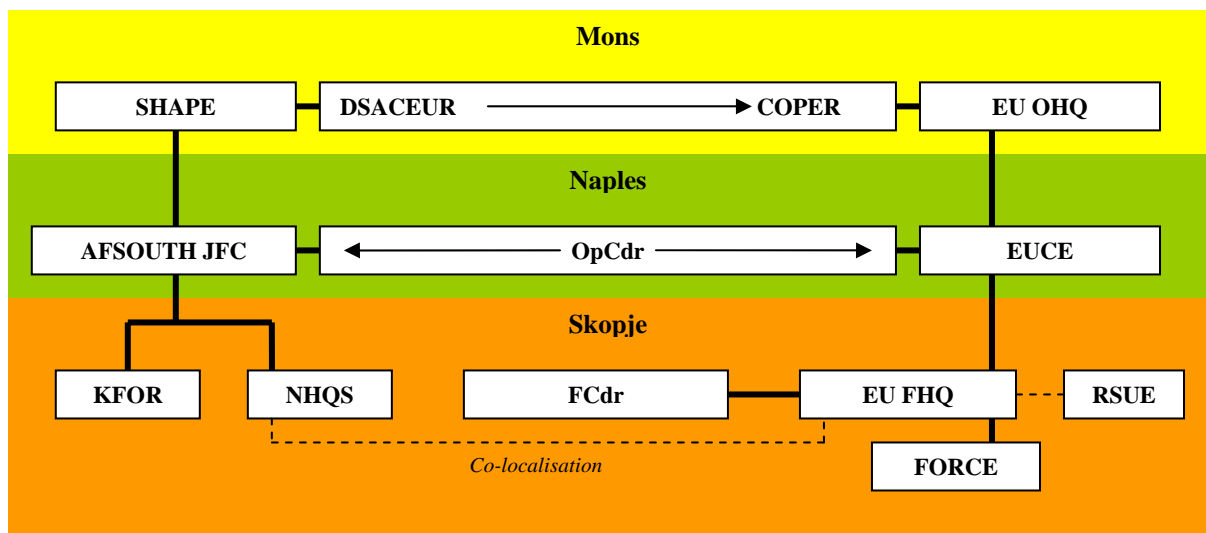 Mons
SHAPE
DSACEUR COPER
EU OHQ
Naples
AFSOUTH JFC
OpCdr
EUCE
Skopje
KFOR
NHQS
FCdr
EU FHQ
RSUE
Co-localisation
FORCE